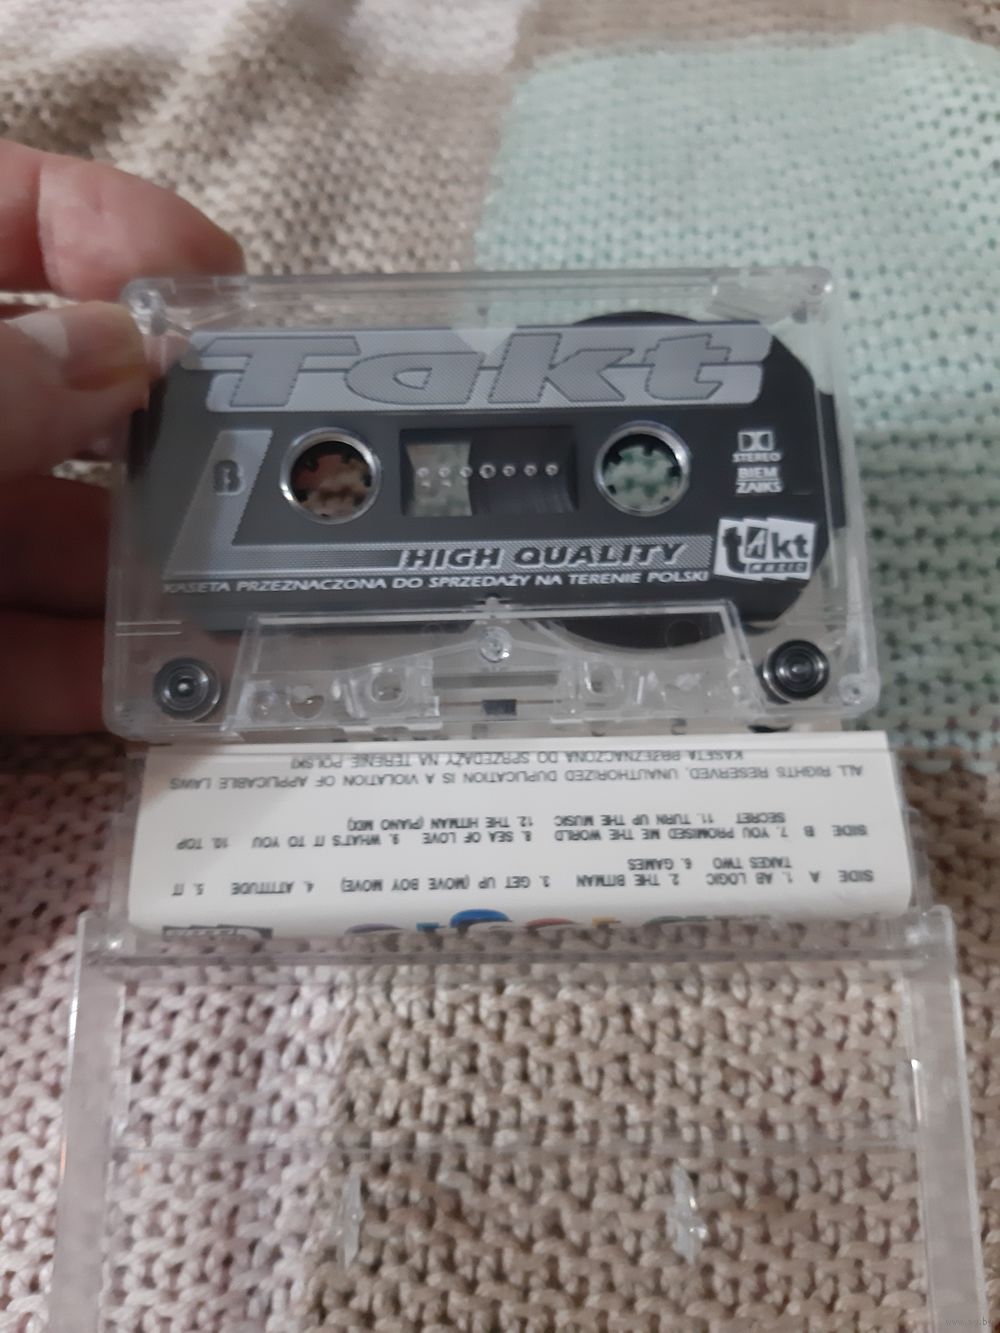 Takt
B
STEREO
BIEM
ZAIKS
HIGH QUALITY
takt
MUSIC
KASETA PRZEZNACZONA DO SPRZEDAŻY NA TERENIE POLSKI
SIDE A 1. AB LOGIC 2. THE BITMAN 3. GET UP (MOVE BOY MOVE) 4. ATTITUDE 5. IT
TAKES TWO 6. GAMES
SIDE B 7. YOU PROMISED ME THE WORLD 8. SEA OF LOVE 9. WHAT'S IT TO YOU 10. TOP
SECRET 11. TURN UP THE MUSIC 12. THE HITMAN (PIANO MIX)
ALL RIGHTS RESERVED, UNAUTHORIZED DUPLICATION IS A VIOLATION OF APPLICABLE LAWS
KASETA PRZEZNACZONA DO SPRZEDAŻY NA TERENIE POLSKI